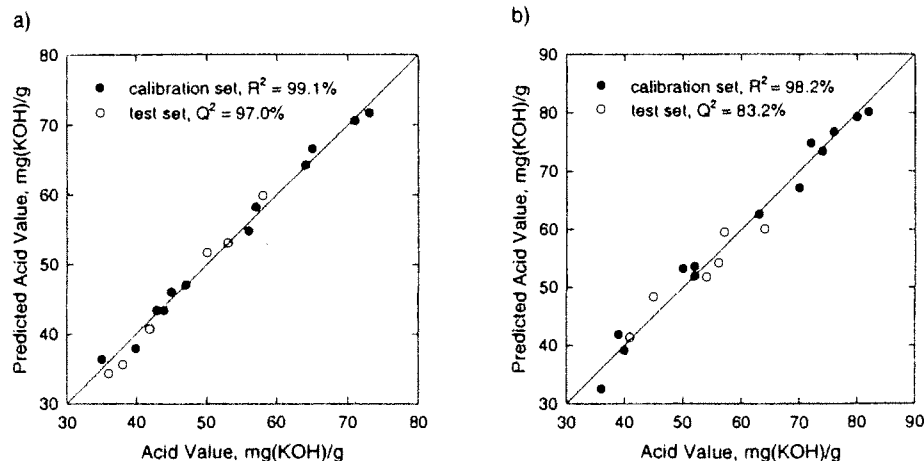 a)
80
70
60
50
40
30
Predicted Acid Value, mg(KOH)/g
● calibration set, R² = 99.1%
○ test set, Q² = 97.0%
30 40 50 60 70 80
Acid Value, mg(KOH)/g
b)
90
80
70
60
50
40
30
Predicted Acid Value, mg(KOH)/g
● calibration set, R² = 98.2%
○ test set, Q² = 83.2%
30 40 50 60 70 80 90
Acid Value, mg(KOH)/g